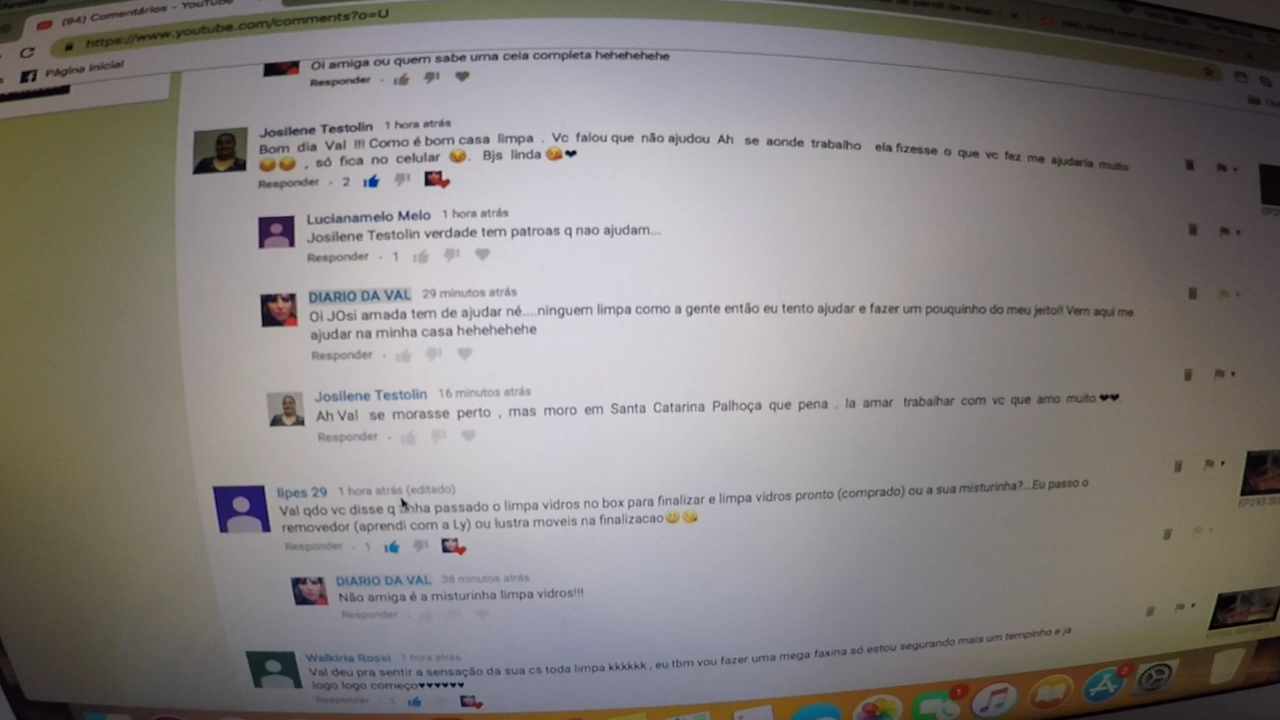 (94) Comentários - YouTube
https://www.youtube.com/comments?o=U
Página inicial
Oi amiga ou quem sabe uma ceia completa hehehehehe
Responder
Josilene Testolin 1 hora atrás
Bom dia Val !!! Como é bom casa limpa . Vc falou que não ajudou Ah se aonde trabalho ela fizesse o que vc fez me ajudaria muito
😣😣 , só fica no celular 😣. Bjs linda 😘❤
Responder · 2
Lucianamelo Melo 1 hora atrás
Josilene Testolin verdade tem patroas q nao ajudam...
Responder · 1
DIARIO DA VAL 29 minutos atrás
Oi JOsi amada tem de ajudar né....ninguem limpa como a gente então eu tento ajudar e fazer um pouquinho do meu jeito!! Vem aqui me
ajudar na minha casa hehehehehe
Responder
Josilene Testolin 16 minutos atrás
Ah Val se morasse perto , mas moro em Santa Catarina Palhoça que pena . Ia amar trabalhar com vc que amo muito ❤❤.
Responder
lipes 29 1 hora atrás (editado)
Val qdo vc disse q tinha passado o limpa vidros no box para finalizar e limpa vidros pronto (comprado) ou a sua misturinha?...Eu passo o
removedor (aprendi com a Ly) ou lustra moveis na finalizacao😃😘
Responder · 1
DIARIO DA VAL 38 minutos atrás
Não amiga é a misturinha limpa vidros!!!
Responder
Walkiria Rossi 1 hora atrás
Val deu pra sentir a sensação da sua cs toda limpa kkkkkk , eu tbm vou fazer uma mega faxina só estou segurando mais um tempinho e ja
logo logo começo♥♥♥♥♥♥
Responder · 1